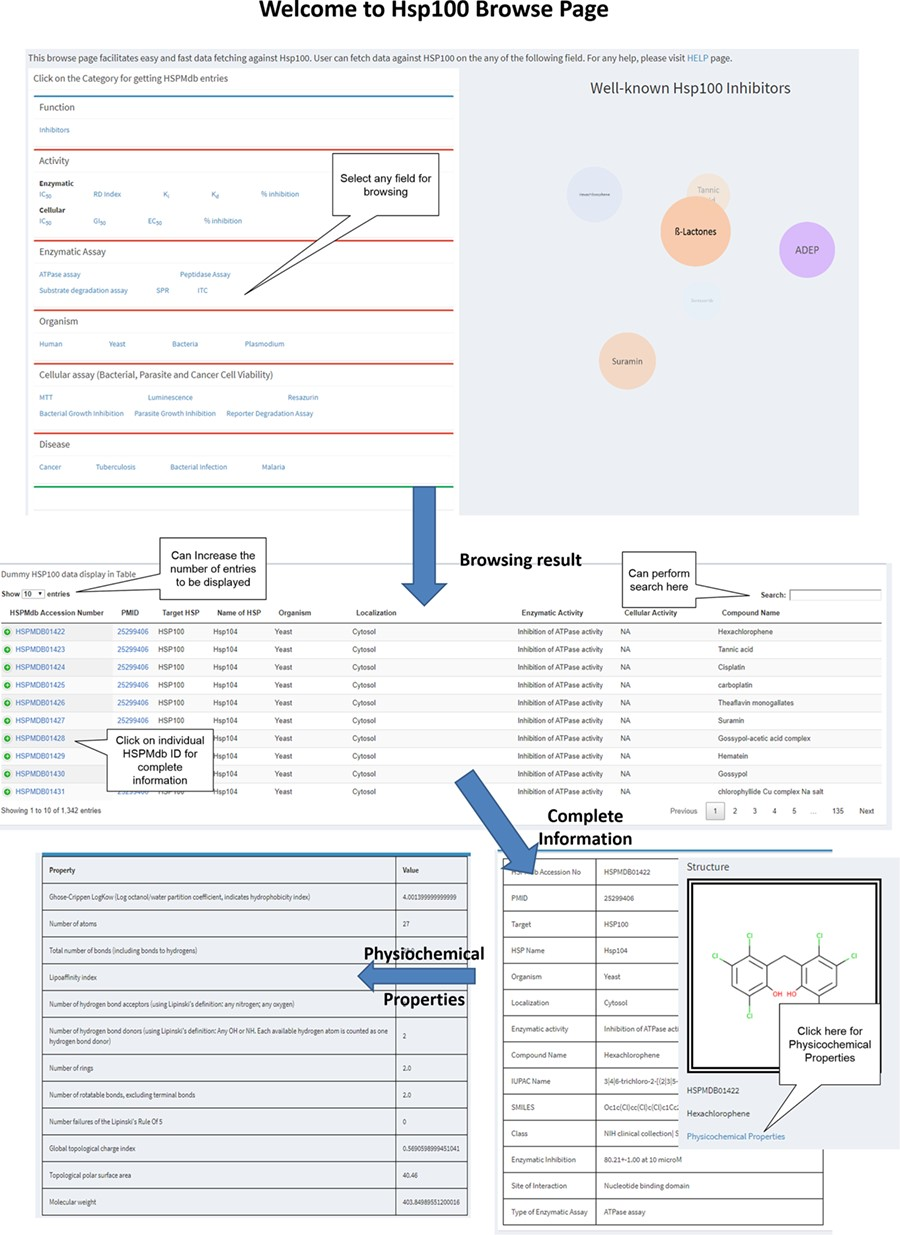 Welcome to Hsp100 Browse Page
This browse page facilitates easy and fast data fetching against Hsp100. User can fetch data against HSP100 on the any of the following field. For any help, please visit HELP page.
Click on the Category for getting HSPMdb entries
Function
Inhibitors
Activity
Enzymatic
IC50 RD Index Ki Kd % inhibition
Cellular
IC50 GI50 EC50 % inhibition
Enzymatic Assay
ATPase assay Peptidase Assay
Substrate degradation assay SPR ITC
Organism
Human Yeast Bacteria Plasmodium
Cellular assay (Bacterial, Parasite and Cancer Cell Viability)
MTT Luminescence Resazurin
Bacterial Growth Inhibition Parasite Growth Inhibition Reporter Degradation Assay
Disease
Cancer Tuberculosis Bacterial Infection Malaria
Select any field for
browsing
Well-known Hsp100 Inhibitors
Tannic
ß-Lactones
ADEP
Suramin
Browsing result
Can Increase the
number of entries
to be displayed
Can perform
search here
Dummy HSP100 data display in Table
Show 10 entries
Search:
HSPMdb Accession Number PMID Target HSP Name of HSP Organism Localization Enzymatic Activity Cellular Activity Compound Name
HSPMDB01422 25299406 HSP100 Hsp104 Yeast Cytosol Inhibition of ATPase activity NA Hexachlorophene
HSPMDB01423 25299406 HSP100 Hsp104 Yeast Cytosol Inhibition of ATPase activity NA Tannic acid
HSPMDB01424 25299406 HSP100 Hsp104 Yeast Cytosol Inhibition of ATPase activity NA Cisplatin
HSPMDB01425 25299406 HSP100 Hsp104 Yeast Cytosol Inhibition of ATPase activity NA carboplatin
HSPMDB01426 25299406 HSP100 Hsp104 Yeast Cytosol Inhibition of ATPase activity NA Theaflavin monogallates
HSPMDB01427 25299406 HSP100 Hsp104 Yeast Cytosol Inhibition of ATPase activity NA Suramin
HSPMDB01428 Hsp104 Yeast Cytosol Inhibition of ATPase activity NA Gossypol-acetic acid complex
HSPMDB01429 Hsp104 Yeast Cytosol Inhibition of ATPase activity NA Hematein
HSPMDB01430 Hsp104 Yeast Cytosol Inhibition of ATPase activity NA Gossypol
HSPMDB01431 Hsp104 Yeast Cytosol Inhibition of ATPase activity NA chlorophyllide Cu complex Na salt
Click on individual
HSPMdb ID for
complete
information
Showing 1 to 10 of 1,342 entries
Previous 1 2 3 4 5 ... 135 Next
Complete
Information
Property Value
Ghose-Crippen LogKow (Log octanol/water partition coefficient, indicates hydrophobicity index) 4.001399999999999
Number of atoms 27
Total number of bonds (including bonds to hydrogens)
Lipoaffinity index
Number of hydrogen bond acceptors (using Lipinski's definition: any nitrogen; any oxygen)
Number of hydrogen bond donors (using Lipinski's definition: Any OH or NH. Each available hydrogen atom is counted as one
hydrogen bond donor) 2
Number of rings 2.0
Number of rotatable bonds, excluding terminal bonds 2.0
Number failures of the Lipinski's Rule Of 5 0
Global topological charge index 0.5690598999451041
Topological polar surface area 40.46
Molecular weight 403.84989551200016
Physiochemical
Properties
Accession No HSPMDB01422
PMID 25299406
Target HSP100
HSP Name Hsp104
Organism Yeast
Localization Cytosol
Enzymatic activity Inhibition of ATPase acti
Compound Name Hexachlorophene
IUPAC Name 3|4|6-trichloro-2-[(2|3|5-
SMILES Oc1c(Cl)cc(Cl)c(Cl)c1Cc2
Class NIH clinical collection| S
Enzymatic Inhibition 80.21+-1.00 at 10 microM
Site of Interaction Nucleotide binding domain
Type of Enzymatic Assay ATPase assay
Structure
Cl Cl
Cl Cl
OH HO
Cl
Click here for
Physicochemical
Properties
HSPMDB01422
Hexachlorophene
Physicochemical Properties